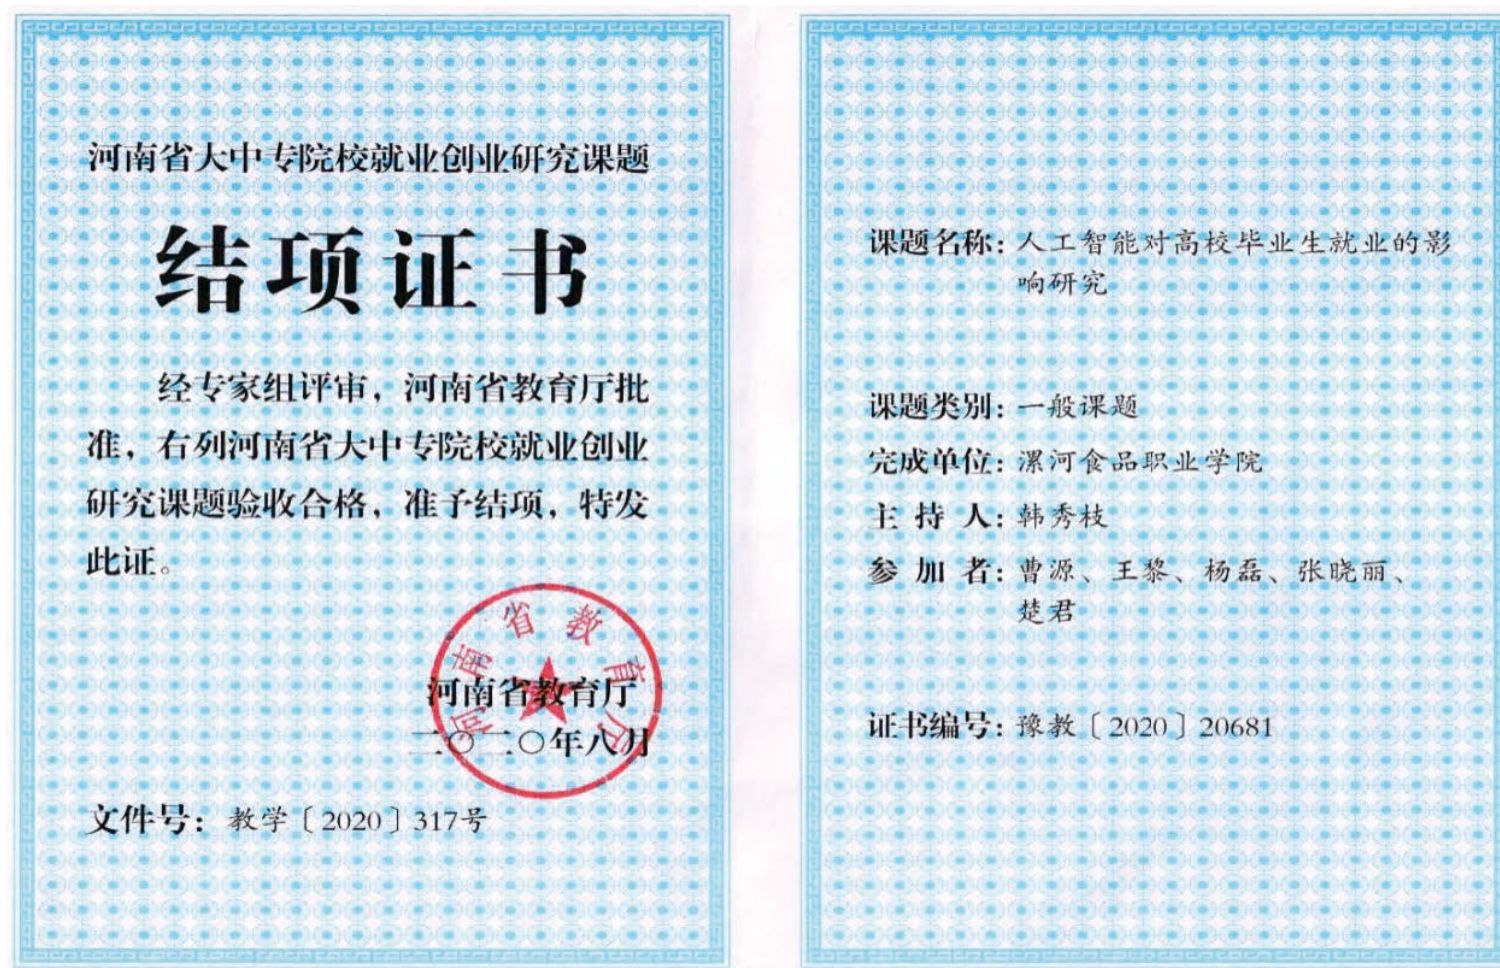 河南省大中专院校就业创业研究课题
结项证书
经专家组评审，河南省教育厅批
准，右列河南省大中专院校就业创业
研究课题验收合格，准予结项，特发
此证。
河南省教育厅
河南省教育厅
二〇二〇年八月
文件号：教学〔2020〕317号
课题名称：人工智能对高校毕业生就业的影
响研究
课题类别：一般课题
完成单位：漯河食品职业学院
主持人：韩秀枝
参加者：曹源、王黎、杨磊、张晓丽、
楚君
证书编号：豫教〔2020〕20681